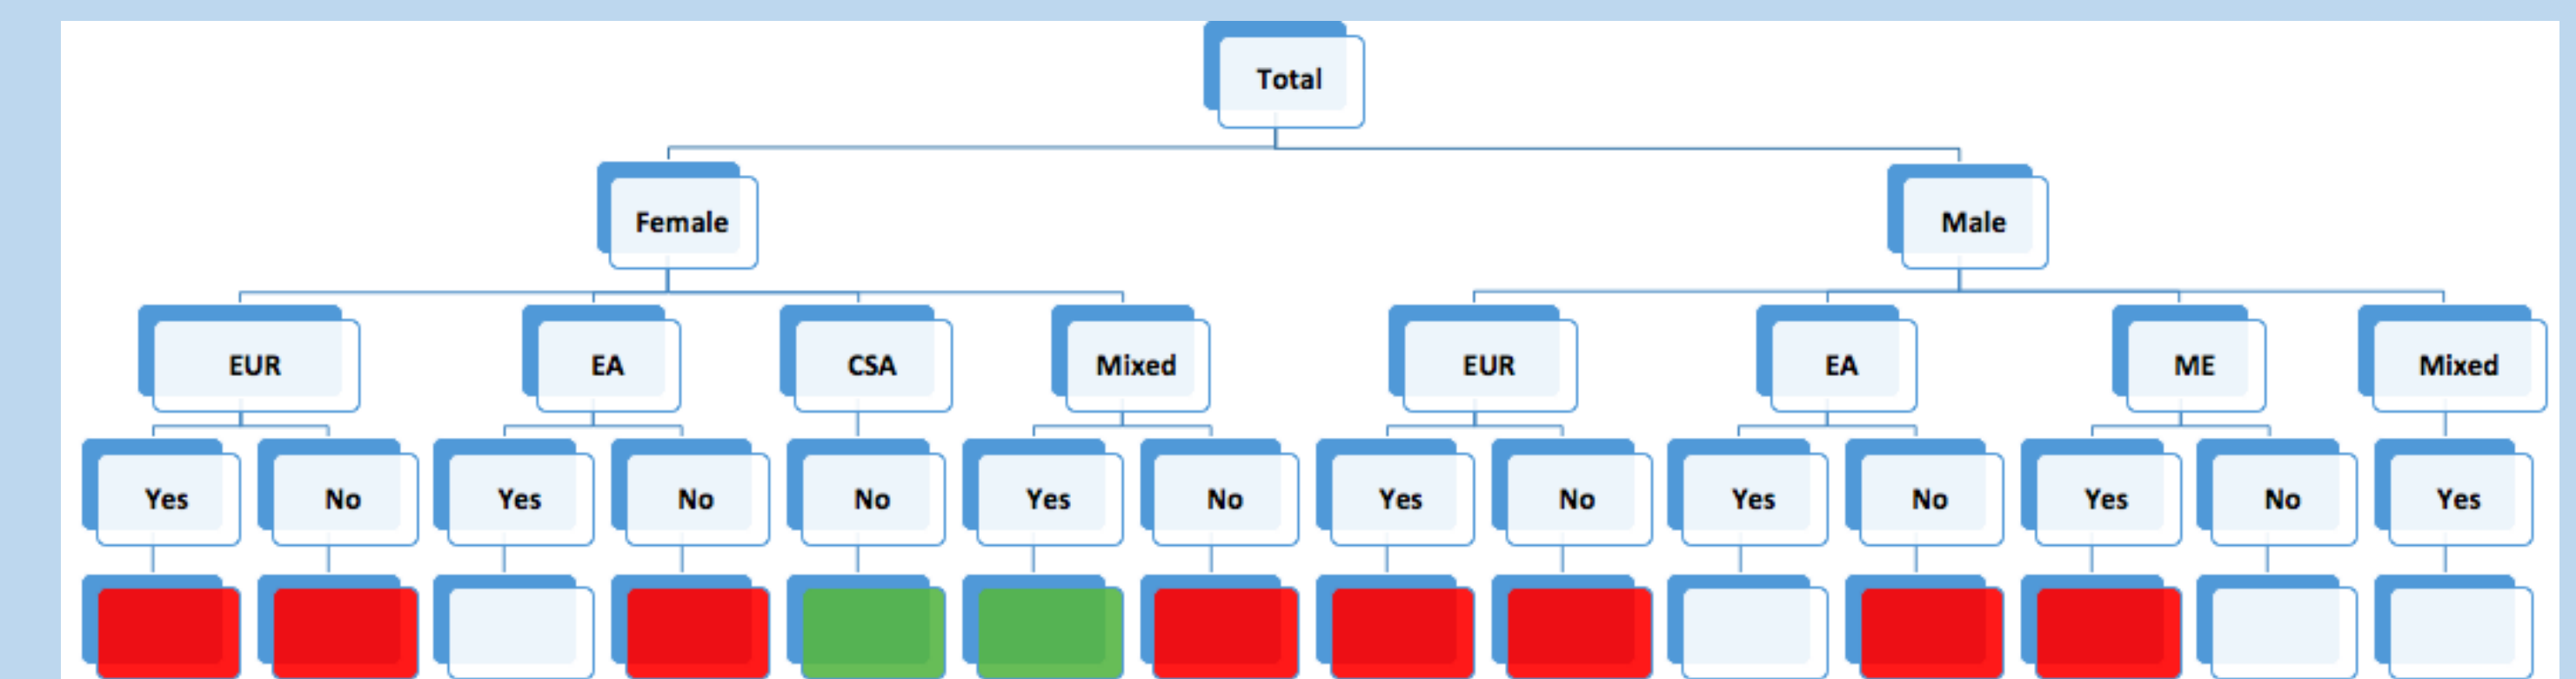 Total
Female Male
EUR EA CSA Mixed EUR EA ME Mixed
Yes No Yes No No Yes No Yes No Yes No Yes No Yes